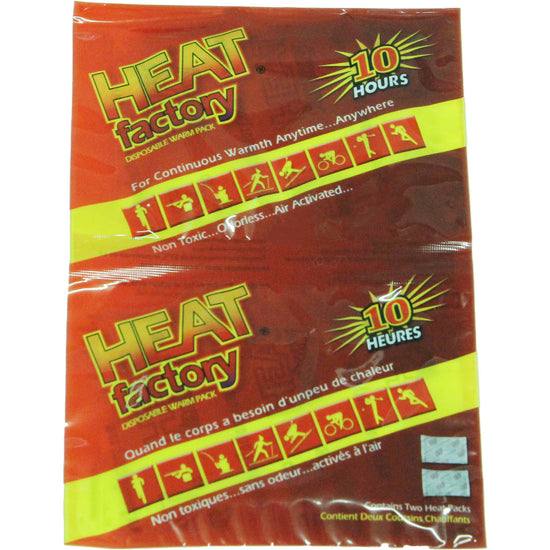 HEAT
factory
®
DISPOSABLE WARM PACK
10
HOURS
For Continuous Warmth Anytime...Anywhere
Non Toxic...Odorless...Air Activated...
HEAT
factory
DISPOSABLE WARM PACK
10
HEURES
Quand le corps a besoin d'unpeu de chaleur
Non toxiques...sans odeur...activés à l'air
Contains Two Heat Packs
Contient Deux Coussins Chauffants